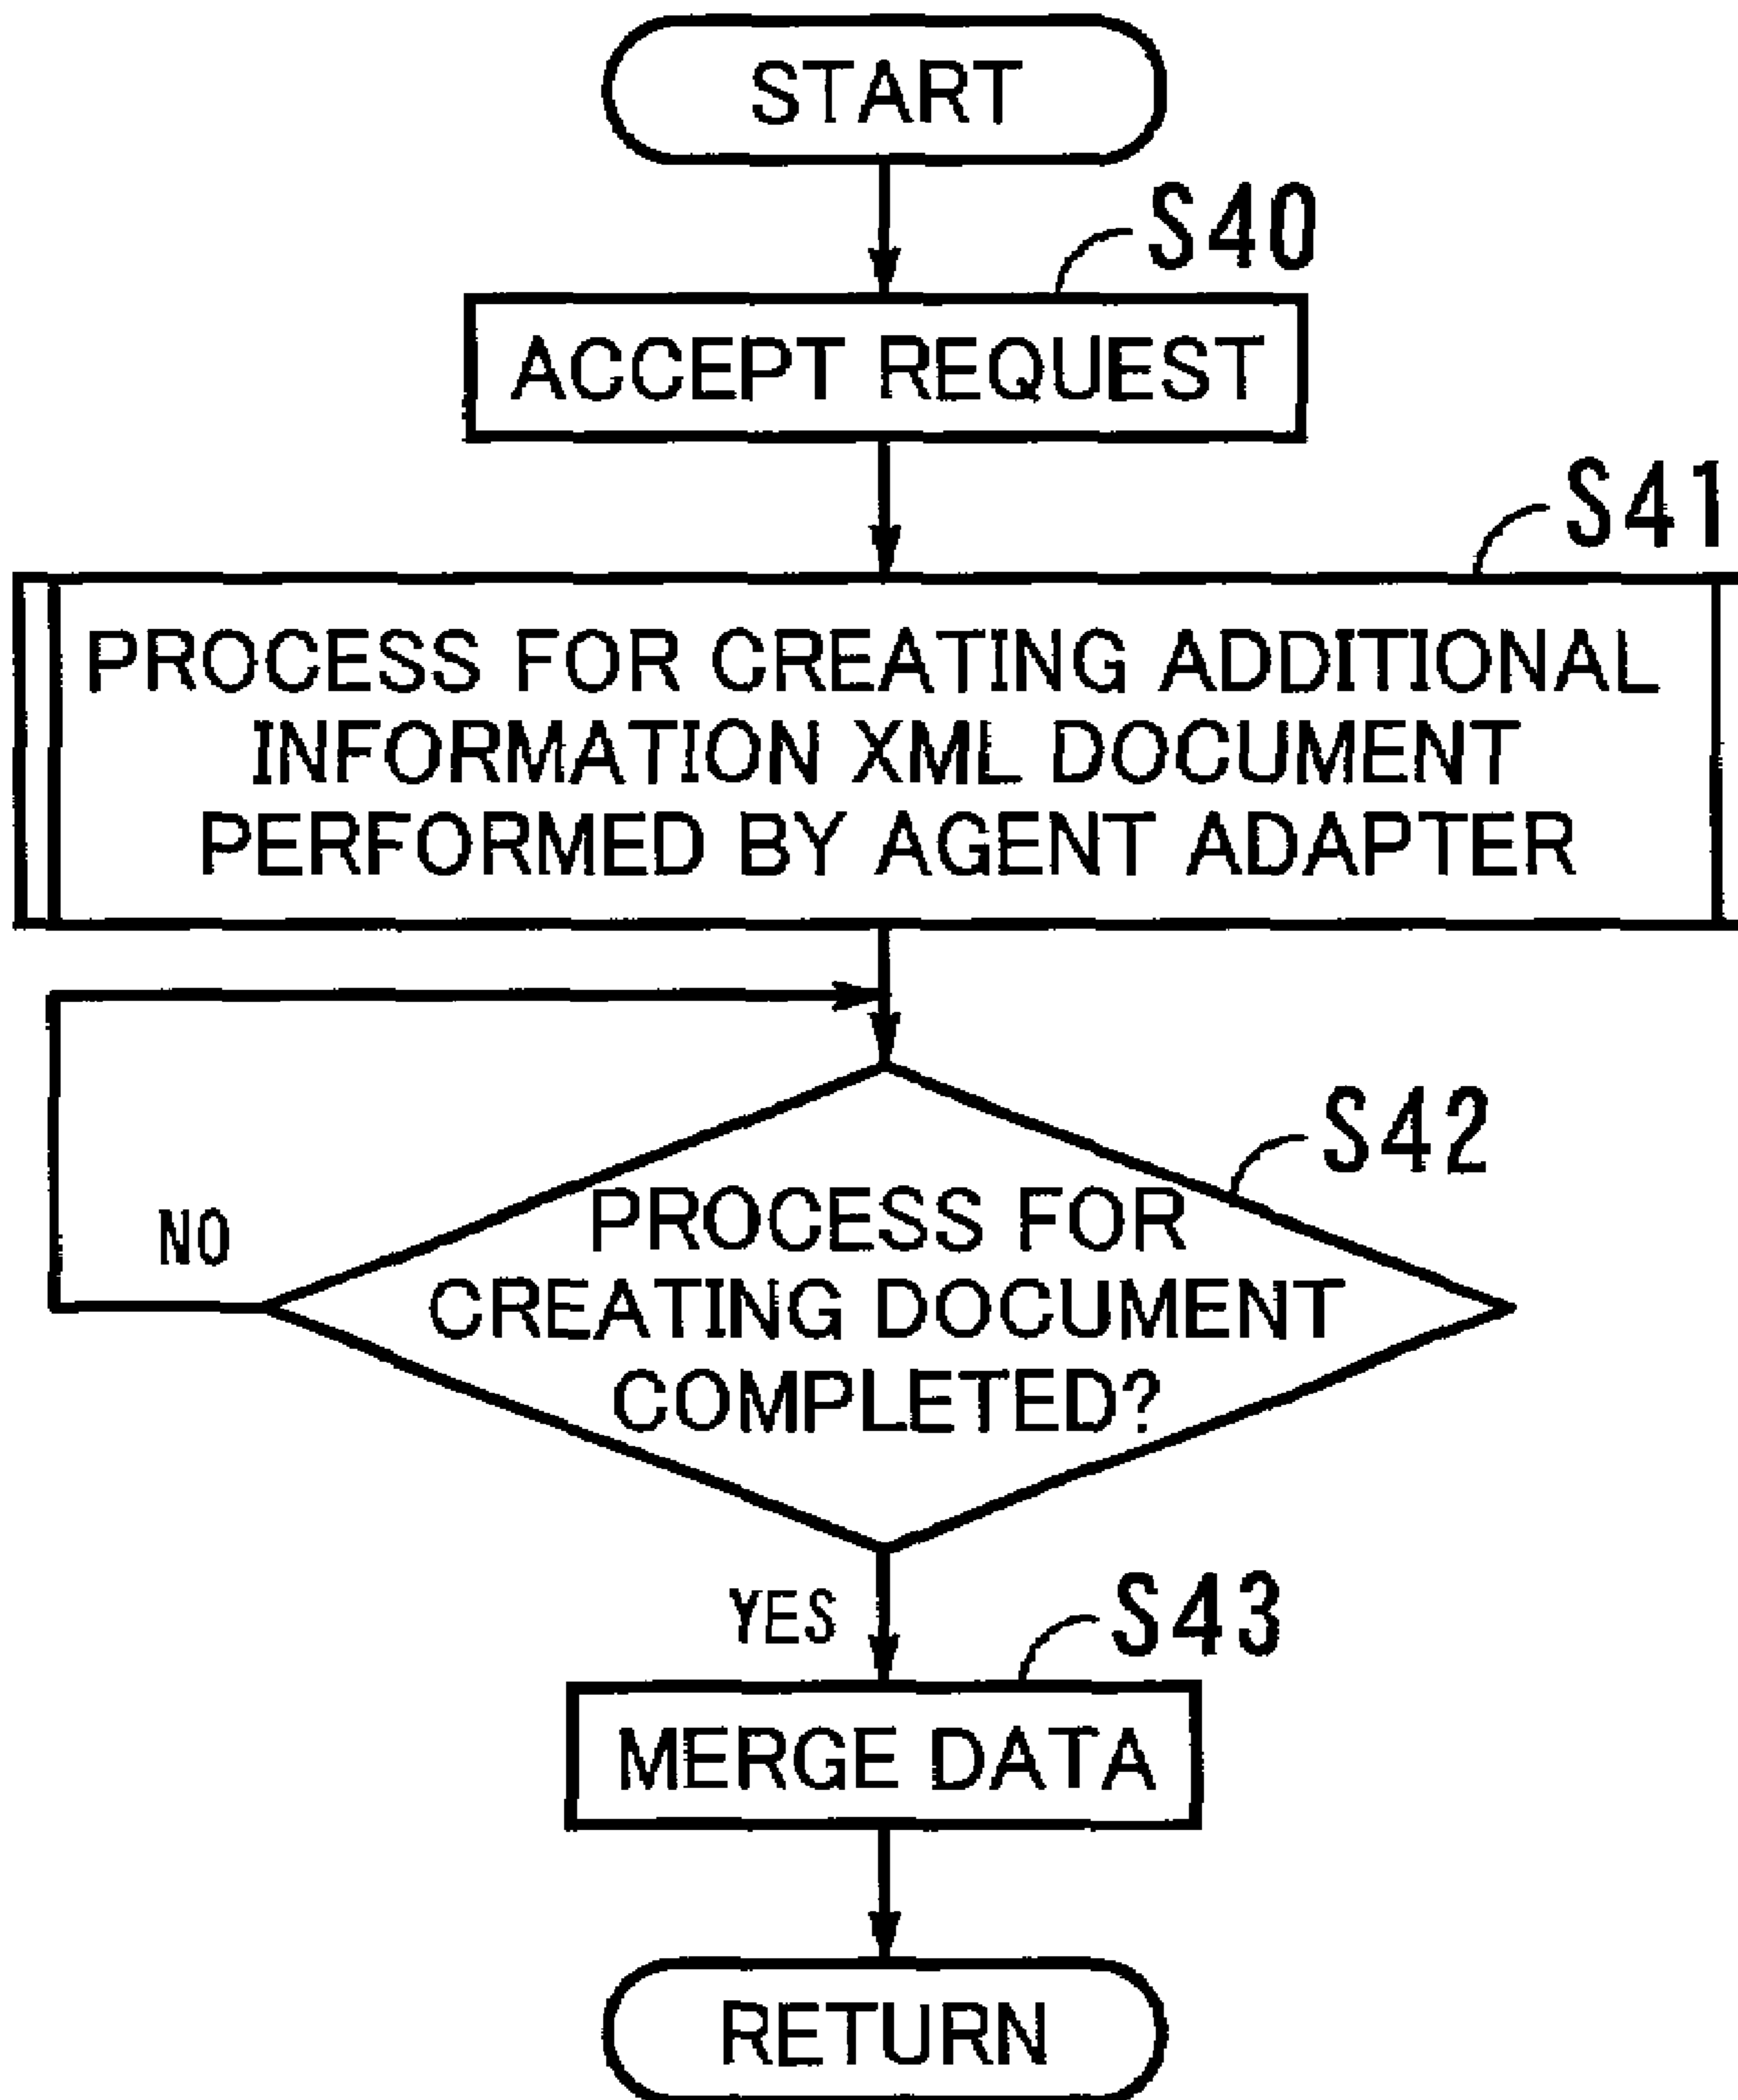 START
S40
ACCEPT REQUEST
S41
PROCESS FOR CREATING ADDITIONAL
INFORMATION XML DOCUMENT
PERFORMED BY AGENT ADAPTER
S42
PROCESS FOR
CREATING DOCUMENT
COMPLETED?
NO
YES
S43
MERGE DATA
RETURN